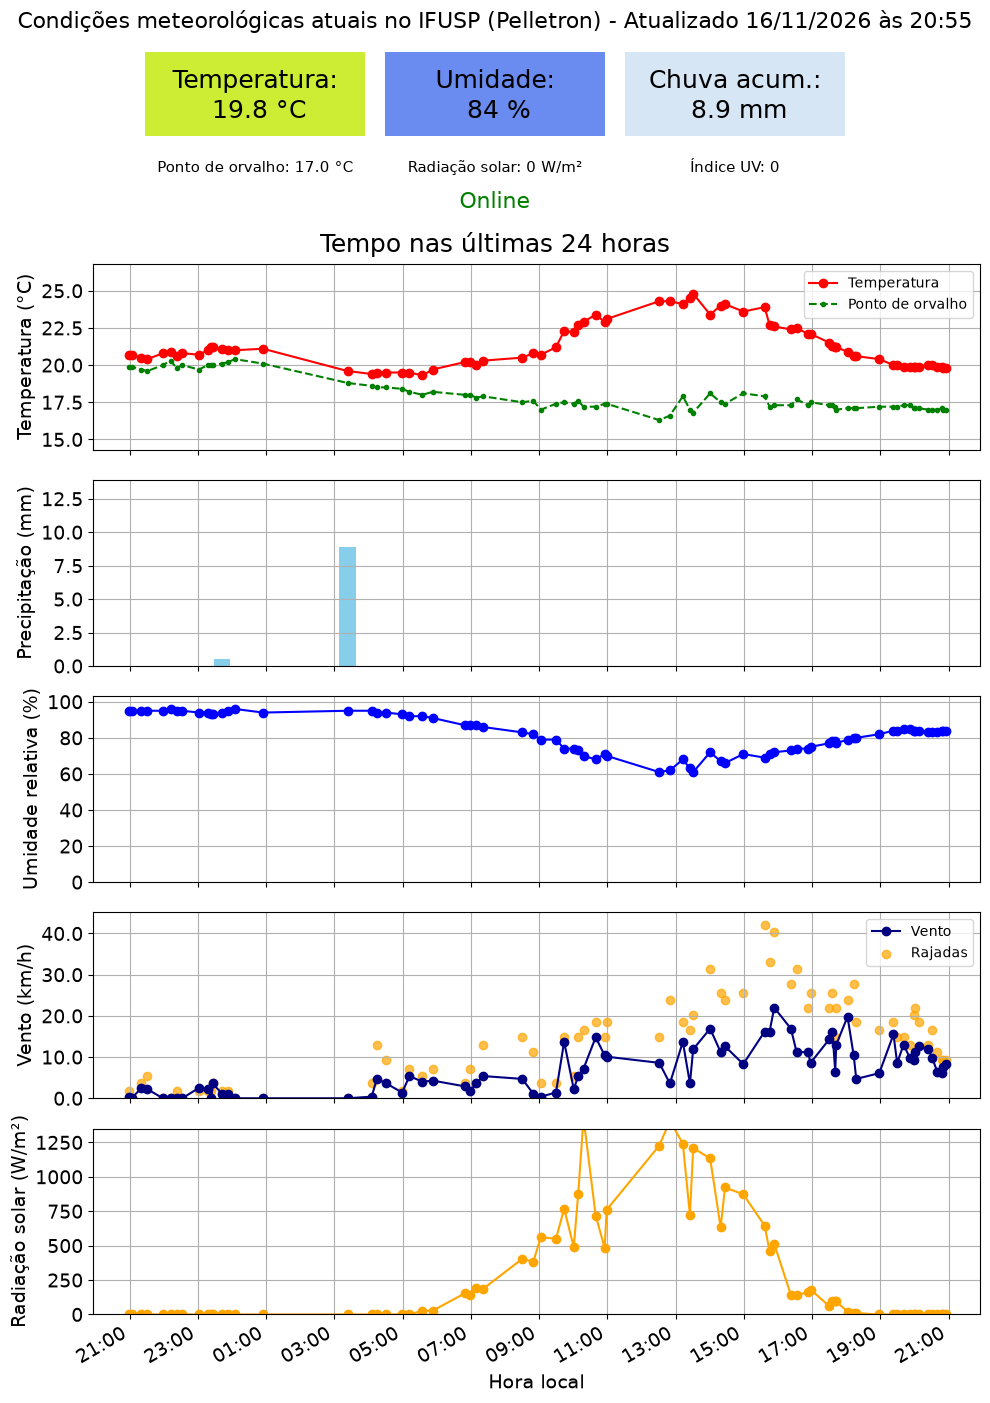 Condições meteorológicas atuais no IFUSP (Pelletron) - Atualizado 16/11/2026 às 20:55
Temperatura:
19.8 °C
Umidade:
84 %
Chuva acum.:
8.9 mm
Ponto de orvalho: 17.0 °C
Radiação solar: 0 W/m²
Índice UV: 0
Online
Tempo nas últimas 24 horas
Temperatura (°C)
25.0
22.5
20.0
17.5
15.0
Temperatura
Ponto de orvalho
Precipitação (mm)
12.5
10.0
7.5
5.0
2.5
0.0
Umidade relativa (%)
100
80
60
40
20
0
Vento (km/h)
40.0
30.0
20.0
10.0
0.0
Vento
Rajadas
Radiação solar (W/m²)
1250
1000
750
500
250
0
21:00
23:00
01:00
03:00
05:00
07:00
09:00
11:00
13:00
15:00
17:00
19:00
21:00
Hora local